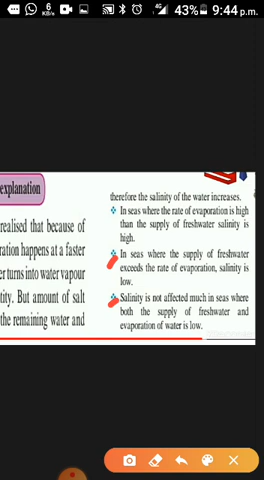 6 KB/s 4G 43% 9:44 p.m.
explanation
realised that because of
ration happens at a faster
er turns into water vapour
tity. But amount of salt
the remaining water and
therefore the salinity of the water increases.
In seas where the rate of evaporation is high
than the supply of freshwater salinity is
high.
In seas where the supply of freshwater
exceeds the rate of evaporation, salinity is
low.
Salinity is not affected much in seas where
both the supply of freshwater and
evaporation of water is low.